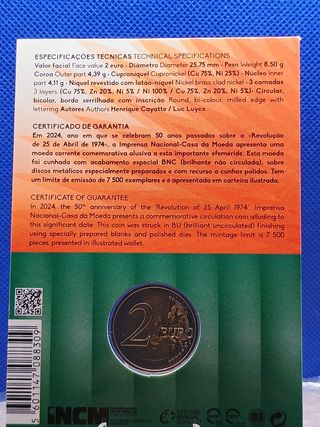 ESPECIFICAÇÕES TÉCNICAS TECHNICAL SPECIFICATIONS
Valor facial Face value 2 euro · Diâmetro Diameter 25,75 mm · Peso Weight 8,50 g
Coroa Outer part 4,39 g · Cuproníquel Cupronickel (Cu 75%, Ni 25%) · Núcleo Inner
part 4,11 g · Níquel revestido com latão-níquel Nickel brass clad nickel · 3 camadas
3 layers (Cu 75%, Zn 20%, Ni 5% / Ni 100% / Cu 75%, Zn 20%, Ni 5%)· Circular,
bicolor, bordo serrilhado com inscrição Round, bi-colour, milled edge with
lettering Autores Authors Henrique Cayatte / Luc Luycx
CERTIFICADO DE GARANTIA
Em 2024, ano em que se celebram 50 anos passados sobre a «Revolução
de 25 de Abril de 1974», a Imprensa Nacional-Casa da Moeda apresenta uma
moeda corrente comemorativa alusiva a esta importante efeméride. Esta moeda
foi cunhada com acabamento especial BNC (brilhante não circulada), sobre
discos metálicos especialmente preparados e com recurso a cunhos polidos. Tem
um limite de emissão de 7 500 exemplares e é apresentada em carteira ilustrada.
CERTIFICATE OF GUARANTEE
In 2024, the 50th anniversary of the 'Revolution of 25 April 1974', Imprensa
Nacional-Casa da Moeda presents a commemorative circulation coin alluding to
this significant date. This coin was struck in BU (brilliant uncirculated) finishing
using specially prepared blanks and polished dies. The mintage limit is 7 500
pieces, presented in illustrated wallet.
2 EURO
5 601147 088309
INCM
OFFICIAL
ANNUAL
COIN